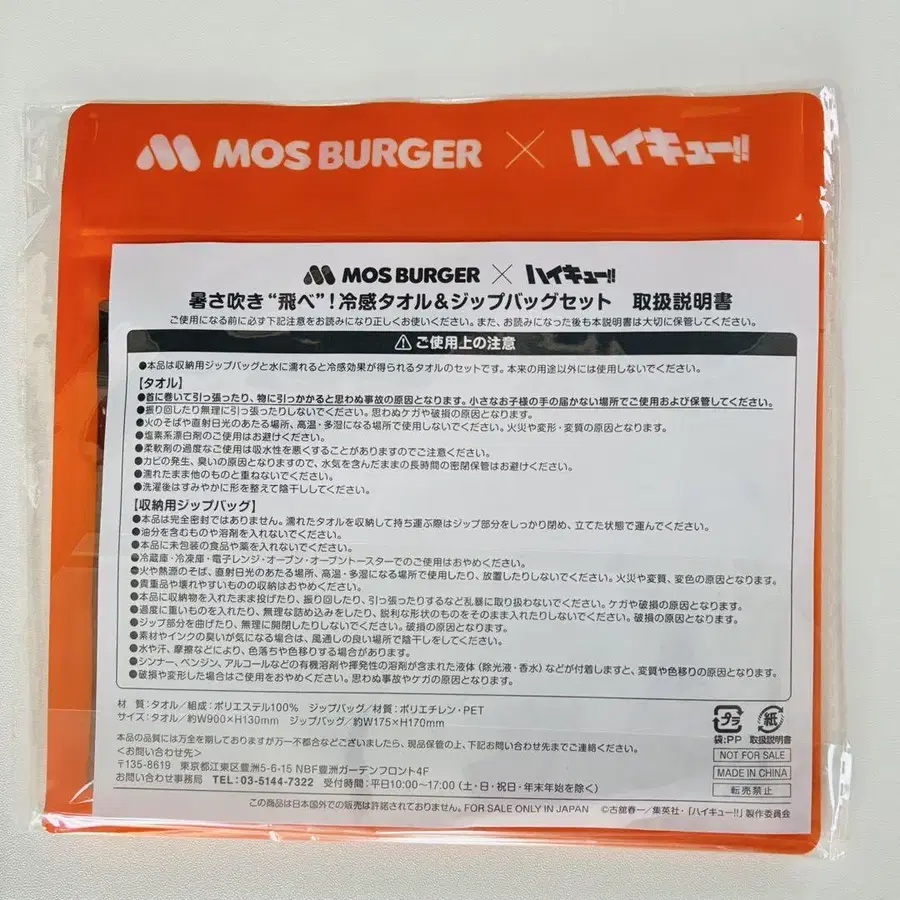 MOS BURGER × ハイキュー!!
MOS BURGER × ハイキュー!!
暑さ吹き“飛べ”!冷感タオル&ジップバッグセット 取扱説明書
ご使用になる前に必ず下記注意をお読みになり正しくお使いください。また、お読みになった後も本説明書は大切に保管してください。
⚠ご使用上の注意
●本品は収納用ジップバッグと水に濡れると冷感効果が得られるタオルのセットです。本来の用途以外には使用しないでください。
【タオル】
●首に巻いて引っ張ったり、物に引っかかると思わぬ事故の原因となります。小さなお子様の手の届かない場所でご使用および保管してください。
●振り回したり無理に引っ張ったりしないでください。思わぬケガや破損の原因となります。
●火のそばや直射日光のあたる場所、高温・多湿になる場所で使用しないでください。火災や変形・変質の原因となります。
●塩素系漂白剤のご使用はお避けください。
●柔軟剤の過度なご使用は吸水性を悪くすることがありますのでご注意ください。
●カビの発生、臭いの原因となりますので、水気を含んだままの長時間の密閉保管はお避けください。
●濡れたまま他のものと重ねないでください。
●洗濯後はすみやかに形を整えて陰干ししてください。
【収納用ジップバッグ】
●本品は完全密封ではありません。濡れたタオルを収納して持ち運ぶ際はジップ部分をしっかり閉め、立てた状態で運んでください。
●油分を含むものや溶剤を入れないでください。
●本品に未包装の食品や薬を入れないでください。
●冷蔵庫・冷凍庫・電子レンジ・オーブン・オーブントースターでのご使用はおやめください。
●火や熱源のそば、直射日光のあたる場所、高温・多湿になる場所で使用したり、放置したりしないでください。火災や変質、変色の原因となります。
●貴重品や壊れやすいものの収納はおやめください。
●本品に収納物を入れたまま投げたり、振り回したり、引っ張ったりするなど乱暴に取り扱わないでください。ケガや破損の原因となります。
●過度に重いものを入れたり、無理な詰め込みをしたり、鋭利な形状のものをそのまま入れたりしないでください。破損の原因となります。
●ジップ部分を曲げたり、無理に開閉したりしないでください。破損の原因となります。
●素材やインクの臭いが気になる場合は、風通しの良い場所で陰干しをしてください。
●水や汗、摩擦などにより、色落ちや色移りする場合があります。
●シンナー、ベンジン、アルコールなどの有機溶剤や揮発性の溶剤が含まれた液体(除光液・香水)などが付着しますと、変質や色移りの原因となります。
●破損や変形した場合はご使用をおやめください。思わぬ事故やケガの原因となります。
材 質:タオル/組成:ポリエステル100% ジップバッグ/材質:ポリエチレン・PET
サイズ:タオル/約W900×H130mm ジップバッグ/約W175×H170mm
本品の品質には万全を期しておりますが万一不都合などございましたら、現品保管の上、下記お問い合わせ先までご連絡ください。
<お問い合わせ先>
〒135-8619 東京都江東区豊洲5-6-15 NBF豊洲ガーデンフロント4F
お問い合わせ事務局 TEL:03-5144-7322 受付時間:平日10:00〜17:00(土・日・祝日・年末年始を除く)
プラ 紙
袋:PP 取扱説明書
NOT FOR SALE
MADE IN CHINA
転売禁止
この商品は日本国外での販売は許諾されておりません。FOR SALE ONLY IN JAPAN ©古舘春一/集英社・「ハイキュー!!」製作委員会